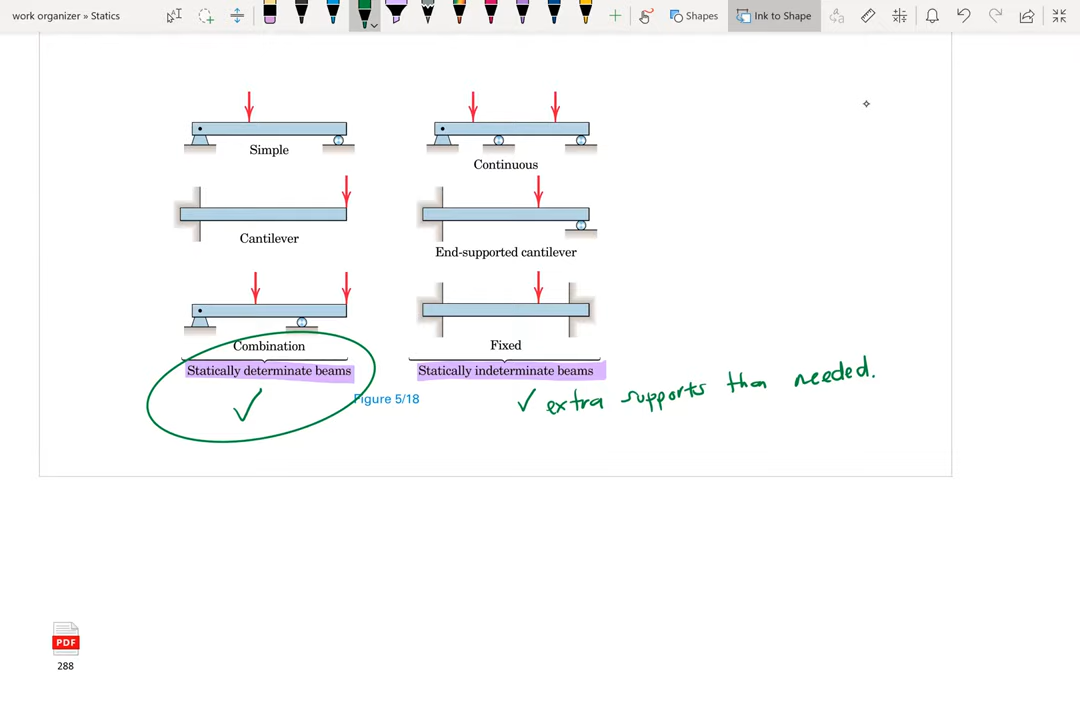 work organizer » Statics
Shapes
Ink to Shape
Simple
Continuous
Cantilever
End-supported cantilever
Combination
Fixed
Statically determinate beams
Statically indeterminate beams
Figure 5/18
✓ extra supports than needed.
✓
PDF
288